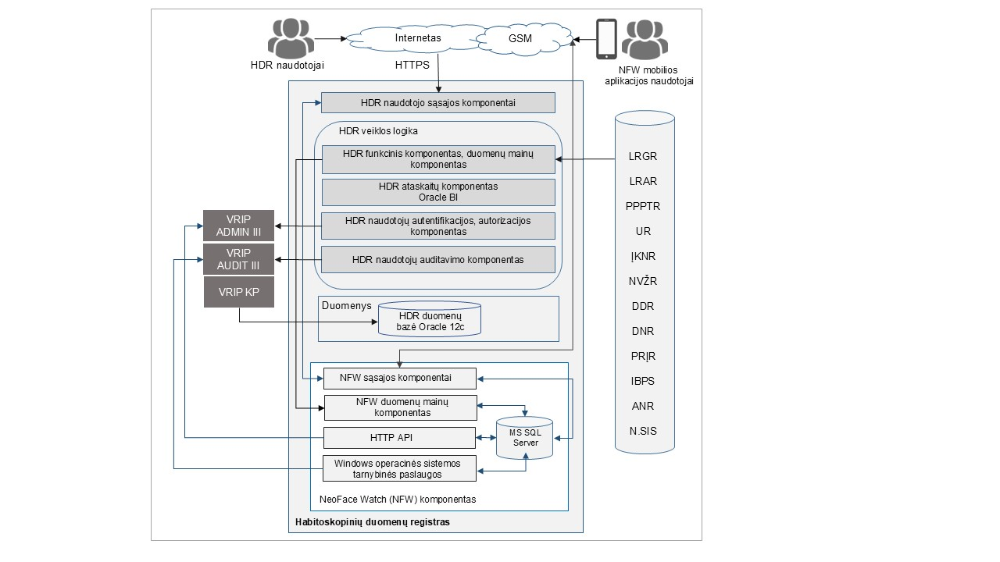 Internetas
GSM
HDR naudotojai
HTTPS
NFW mobilios
aplikacijos naudotojai
HDR naudotojo sąsajos komponentai
HDR veiklos logika
HDR funkcinis komponentas, duomenų mainų
komponentas
HDR ataskaitų komponentas
Oracle BI
HDR naudotojų autentifikacijos, autorizacijos
komponentas
HDR naudotojų auditavimo komponentas
VRIP
ADMIN III
VRIP
AUDIT III
VRIP KP
Duomenys
HDR duomenų
bazė Oracle 12c
NFW sąsajos komponentai
NFW duomenų mainų
komponentas
HTTP API
Windows operacinės sistemos
tarnybinės paslaugos
MS SQL
Server
NeoFace Watch (NFW) komponentas
Habitoskopinių duomenų registras
LRGR
LRAR
PPPTR
UR
ĮKNR
NVŽR
DDR
DNR
PRĮR
IBPS
ANR
N.SIS